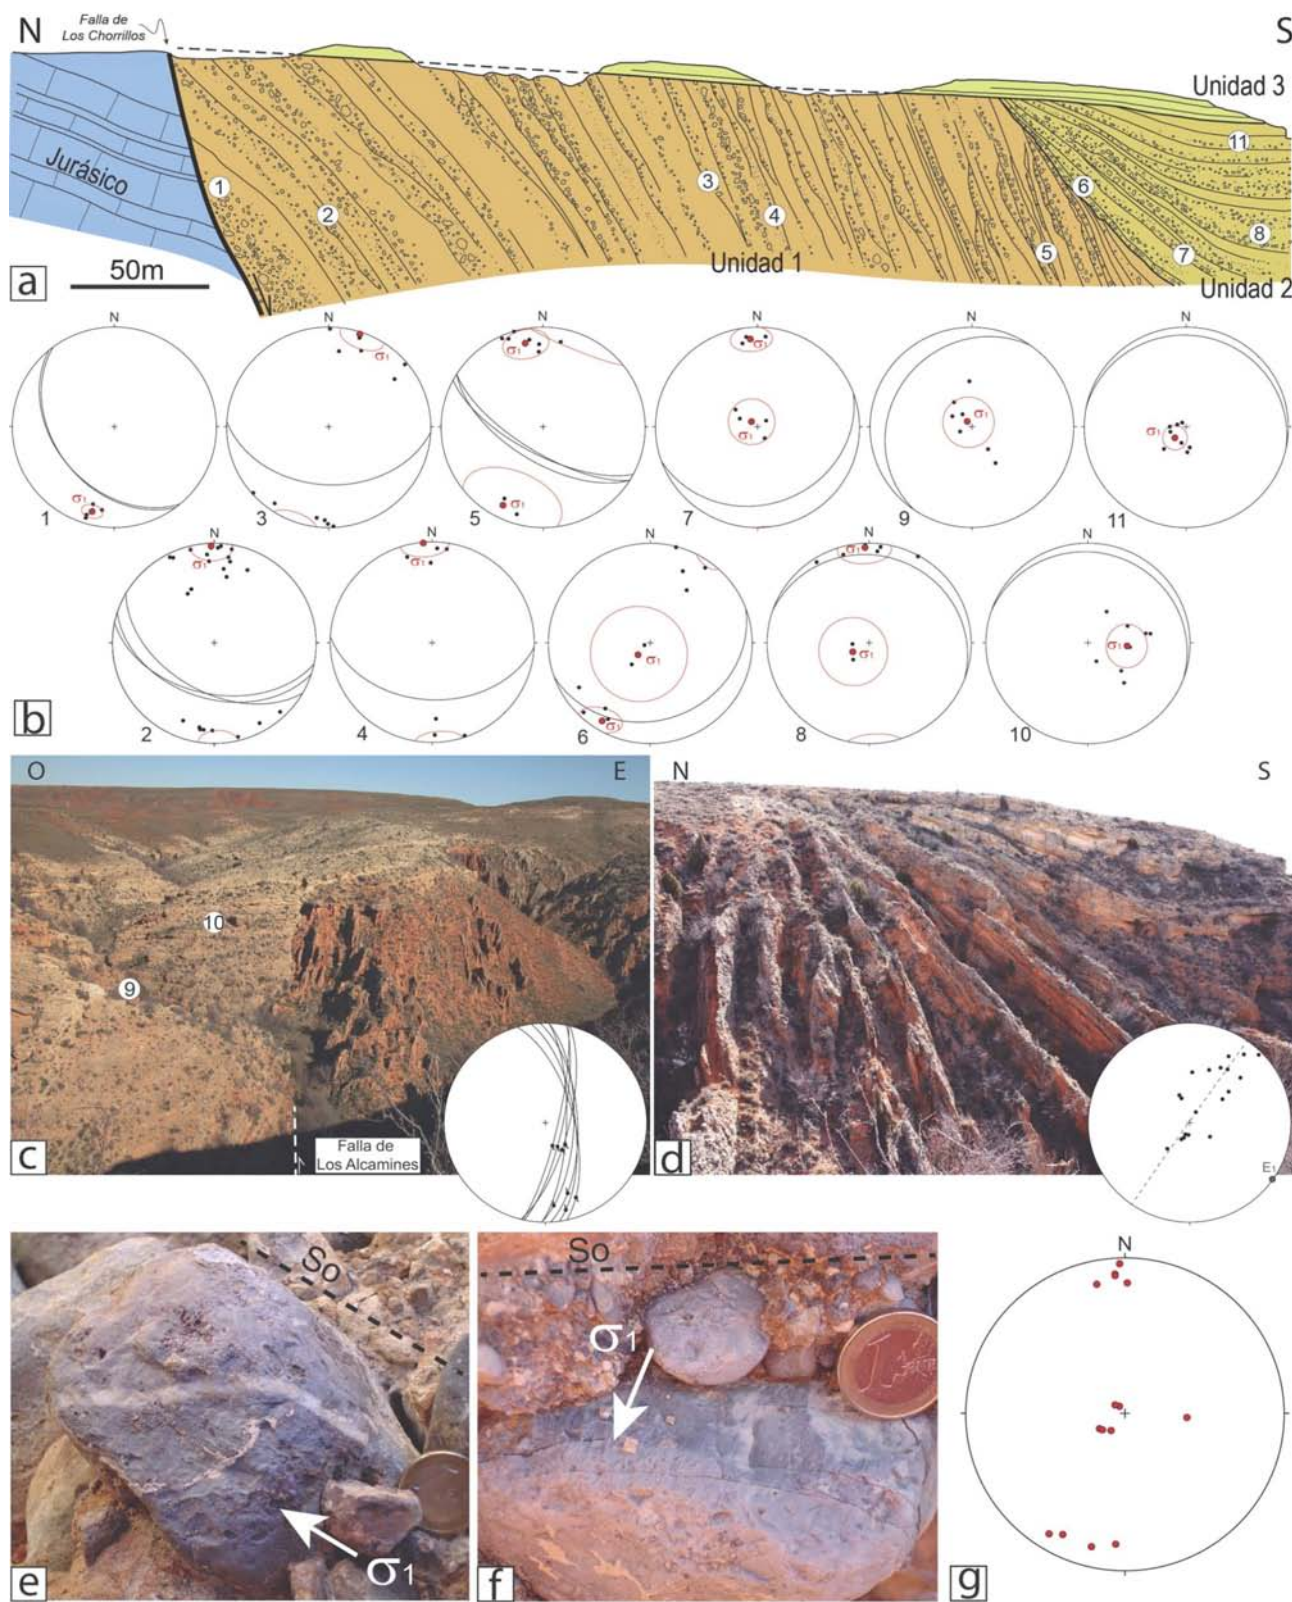 N
Falla de
Los Chorrillos
S
Unidad 3
Jurásico
1
2
3
4
5
6
7
8
11
Unidad 1
Unidad 2
a
50m
N
N
N
N
N
N
σ1
σ1
σ1
σ1
σ1
σ1
σ1
σ1
1
3
5
7
9
11
N
N
N
N
N
σ1
σ1
σ1
σ1
σ1
σ1
σ1
b
2
4
6
8
10
O
E
N
S
10
9
c
Falla de
Los Alcamines
d
E1
So
σ1
e
So
σ1
f
N
g